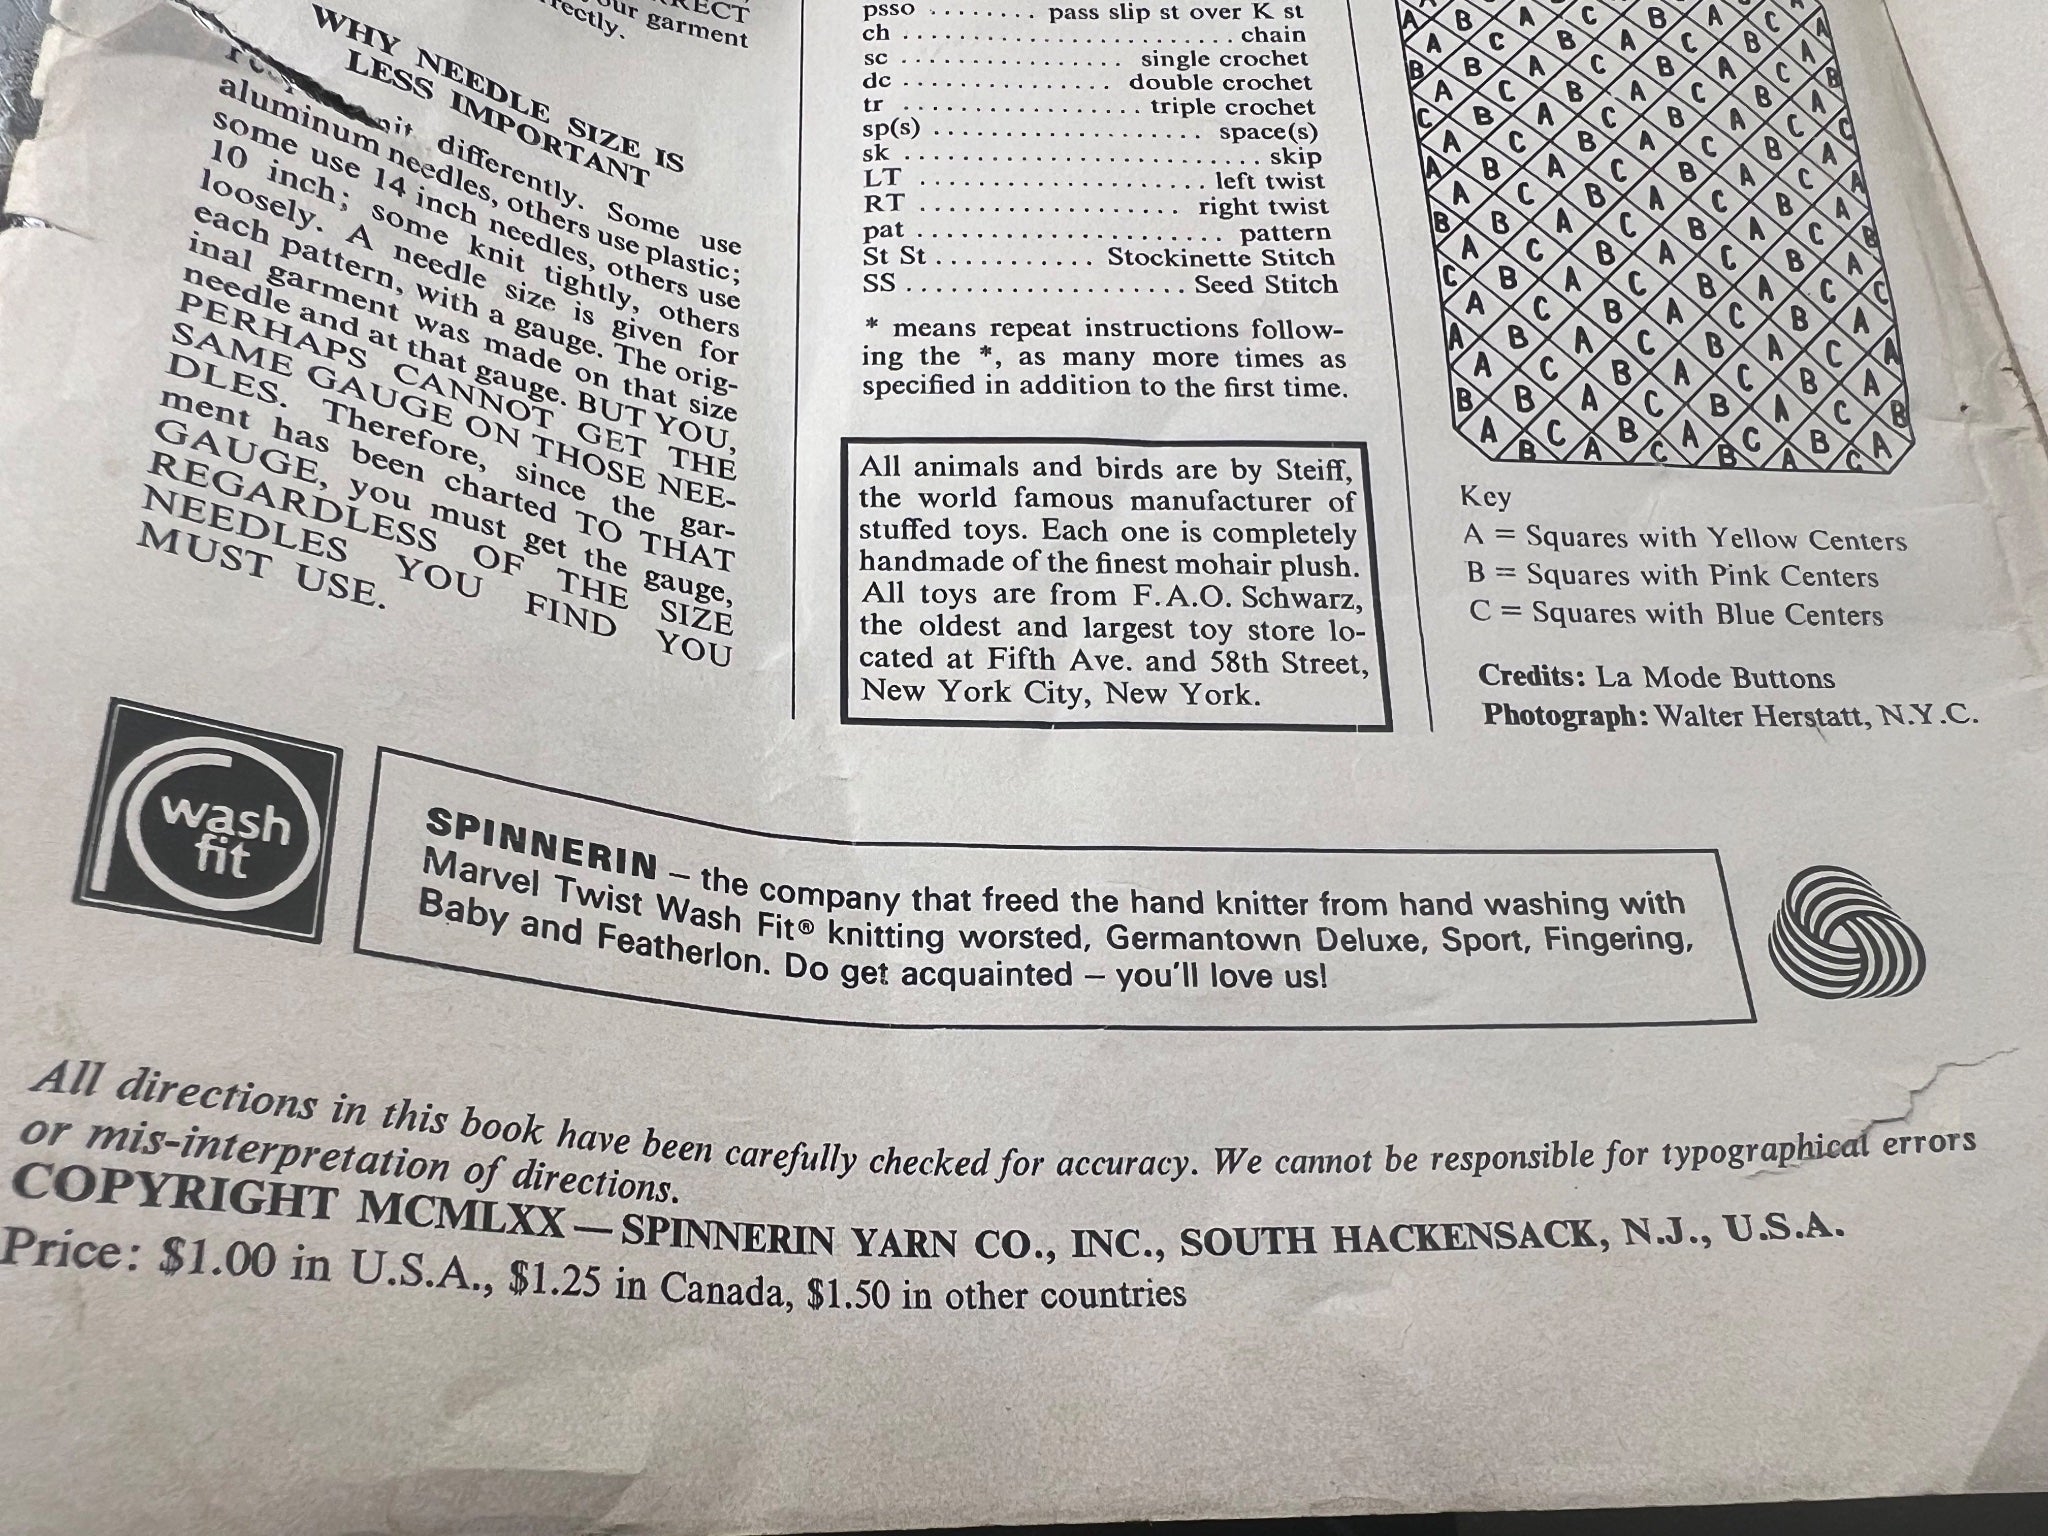 RECT
your garment
rectly.
WHY NEEDLE SIZE IS
LESS IMPORTANT
differently. Some use
aluminum needles, others use plastic;
some use 14 inch needles, others use
10 inch; some knit tightly, others
loosely. A needle size is given for
each pattern, with a gauge. The orig-
inal garment was made on that size
needle and at that gauge. BUT YOU,
PERHAPS CANNOT GET THE
SAME GAUGE ON THOSE NEE-
DLES. Therefore, since the gar-
ment has been charted TO THAT
GAUGE, you must get the gauge,
REGARDLESS OF THE SIZE
NEEDLES YOU FIND YOU
MUST USE.
psso ........ pass slip st over K st
ch ........................... chain
sc ................ single crochet
dc ............... double crochet
tr ................ triple crochet
sp(s) ................... space(s)
sk ............................ skip
LT ...................... left twist
RT .................... right twist
pat ...................... pattern
St St ........... Stockinette Stitch
SS .................... Seed Stitch
* means repeat instructions follow-
ing the *, as many more times as
specified in addition to the first time.
All animals and birds are by Steiff,
the world famous manufacturer of
stuffed toys. Each one is completely
handmade of the finest mohair plush.
All toys are from F.A.O. Schwarz,
the oldest and largest toy store lo-
cated at Fifth Ave. and 58th Street,
New York City, New York.
A B A C B A C A
A C B A C B A
B B A C B A C B
A C B A C B A
C B A C B A C C
A C B A C B A
A B A C B A C A
A C B A C B A
B B A C B A C B
A C B A C B A
C B A C B A C C
A C B A C B A
A B A C B A C A
A C B A C B A
B B A C B A C B
A C B A C B A
B A C B A C
Key
A = Squares with Yellow Centers
B = Squares with Pink Centers
C = Squares with Blue Centers
Credits: La Mode Buttons
Photograph: Walter Herstatt, N.Y.C.
wash
fit
SPINNERIN – the company that freed the hand knitter from hand washing with
Marvel Twist Wash Fit® knitting worsted, Germantown Deluxe, Sport, Fingering,
Baby and Featherlon. Do get acquainted – you'll love us!
All directions in this book have been carefully checked for accuracy. We cannot be responsible for typographical errors
or mis-interpretation of directions.
COPYRIGHT MCMLXX — SPINNERIN YARN CO., INC., SOUTH HACKENSACK, N.J., U.S.A.
Price: $1.00 in U.S.A., $1.25 in Canada, $1.50 in other countries